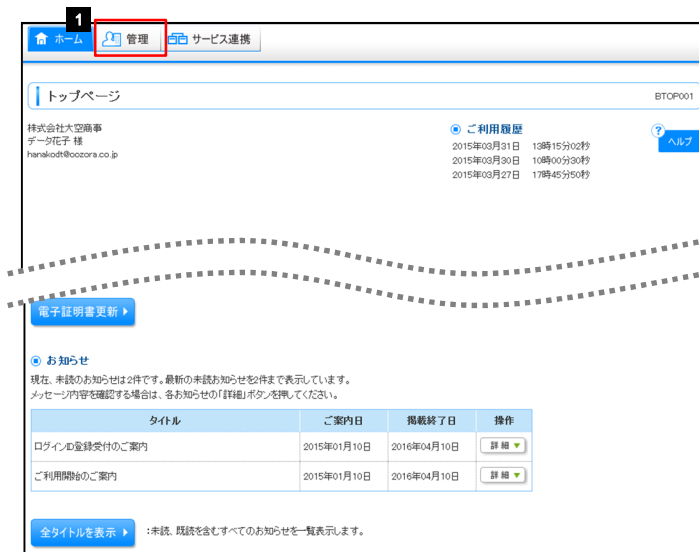 1
ホーム 管理 サービス連携
トップページ BTOP001
株式会社大空商事
データ花子 様
hanakodt@oozora.co.jp
ご利用履歴
2015年03月31日 13時15分02秒
2015年03月30日 10時00分30秒
2015年03月27日 17時45分50秒
? ヘルプ
電子証明書更新
お知らせ
現在、未読のお知らせは2件です。最新の未読お知らせを2件まで表示しています。
メッセージ内容を確認する場合は、各お知らせの「詳細」ボタンを押してください。
タイトル ご案内日 掲載終了日 操作
ログインID登録受付のご案内 2015年01月10日 2016年04月10日 詳細
ご利用開始のご案内 2015年01月10日 2016年04月10日 詳細
全タイトルを表示 :未読、既読を含むすべてのお知らせを一覧表示します。